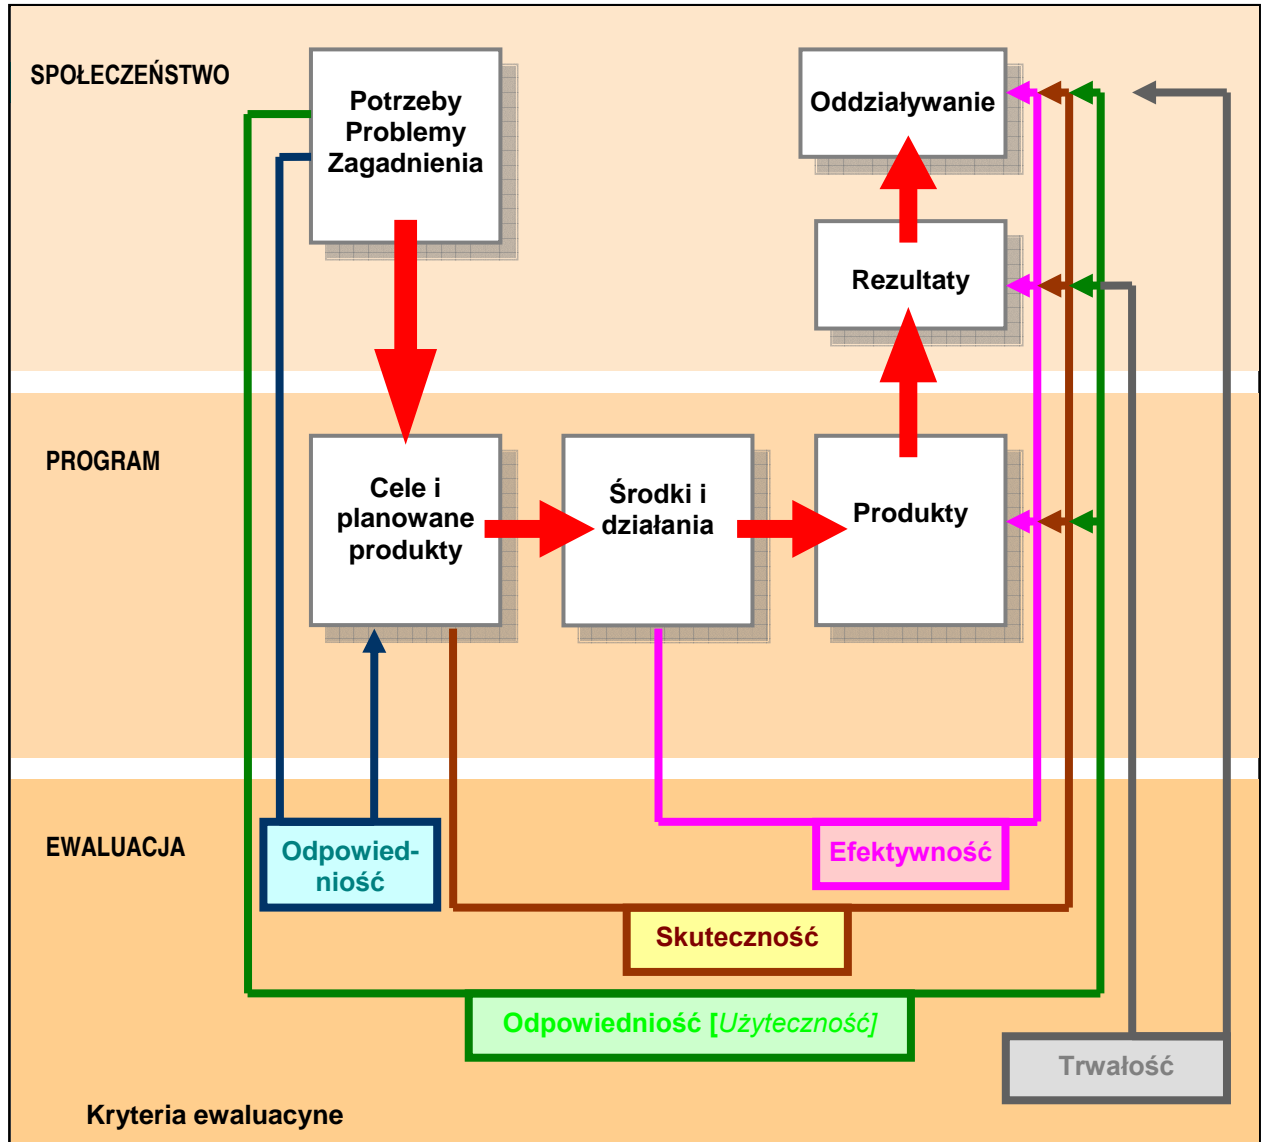 SPOŁECZEŃSTWO
Potrzeby
Problemy
Zagadnienia
Oddziaływanie
Rezultaty
PROGRAM
Cele i
planowane
produkty
Środki i
działania
Produkty
EWALUACJA
Odpowied-
niość
Efektywność
Skuteczność
Odpowiedniość [Użyteczność]
Trwałość
Kryteria ewaluacyjne